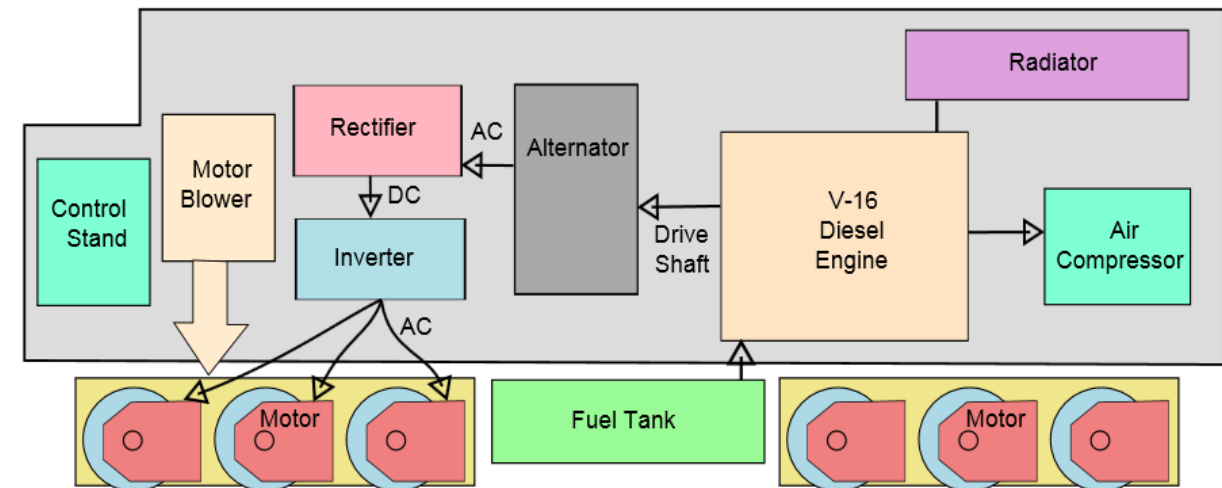 Radiator
Rectifier
AC
Alternator
Motor
Blower
DC
V-16
Diesel
Engine
Control
Stand
Drive
Shaft
Air
Compressor
Inverter
AC
Motor
Fuel Tank
Motor